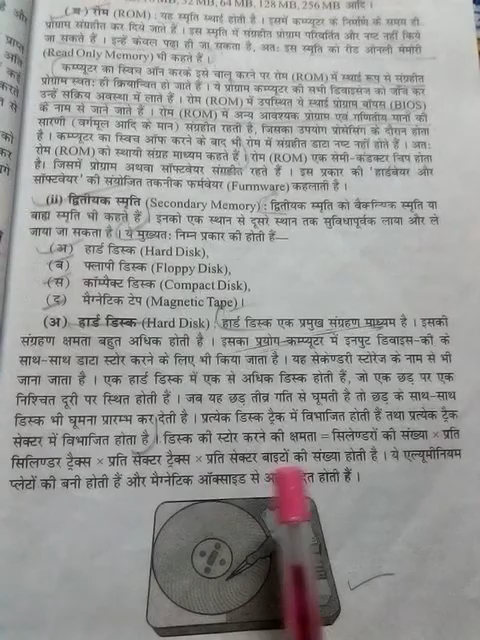 32 MB, 64 MB, 128 MB, 256 MB आदि ।
(ब) रोम (ROM) : यह स्मृति स्थाई होती है । इसमें कम्प्यूटर के निर्माण के समय ही
प्रोग्राम संग्रहीत कर दिये जाते हैं । इस स्मृति में संग्रहीत प्रोग्राम परिवर्तित और नष्ट नहीं किये
जा सकते हैं । इन्हें केवल पढ़ा ही जा सकता है, अतः इस स्मृति को रीड ओनली मेमोरी
(Read Only Memory) भी कहते हैं ।
कम्प्यूटर का स्विच ऑन करके इसे चालू करने पर रोम (ROM) में स्थाई रूप से संग्रहीत
प्रोग्राम स्वतः ही क्रियान्वित हो जाते हैं । ये प्रोग्राम कम्प्यूटर की सभी डिवाइसेज को जाँच कर
उन्हें सक्रिय अवस्था में लाते हैं । रोम (ROM) में उपस्थित ये स्थाई प्रोग्राम बॉयस (BIOS)
के नाम से जाने जाते हैं । रोम (ROM) में अन्य आवश्यक प्रोग्राम एवं गणितीय मानों की
सारणी (वर्गमूल आदि के मान) संग्रहीत रहती है, जिसका उपयोग प्रोसेसिंग के दौरान होता
है । कम्प्यूटर का स्विच ऑफ करने के बाद भी रोम में संग्रहीत डाटा नष्ट नहीं होते हैं । अतः
रोम (ROM) को स्थायी संग्रह माध्यम कहते हैं । रोम (ROM) एक सेमी-कंडक्टर चिप होता
है। जिसमें प्रोग्राम अथवा सॉफ्टवेयर संग्रहीत रहते हैं । इस प्रकार की 'हार्डवेयर और
सॉफ्टवेयर' की संयोजित तकनीक फर्मवेयर (Furmware) कहलाती है ।
(ii) द्वितीयक स्मृति (Secondary Memory) : द्वितीयक स्मृति को वैकल्पिक स्मृति या
बाह्य स्मृति भी कहते हैं । इनको एक स्थान से दूसरे स्थान तक सुविधापूर्वक लाया और ले
जाया जा सकता है । ये मुख्यतः निम्न प्रकार की होती हैं—
(अ) हार्ड डिस्क (Hard Disk),
(ब) फ्लापी डिस्क (Floppy Disk),
(स) कॉम्पैक्ट डिस्क (Compact Disk),
(द) मैग्नेटिक टेप (Magnetic Tape) ।
(अ) हार्ड डिस्क (Hard Disk) : हार्ड डिस्क एक प्रमुख संग्रहण माध्यम है । इसकी
संग्रहण क्षमता बहुत अधिक होती है । इसका प्रयोग कम्प्यूटर में इनपुट डिवाइस-की के
साथ-साथ डाटा स्टोर करने के लिए भी किया जाता है । यह सेकेण्डरी स्टोरेज के नाम से भी
जाना जाता है । एक हार्ड डिस्क में एक से अधिक डिस्क होती हैं, जो एक छड़ पर एक
निश्चित दूरी पर स्थित होती हैं । जब यह छड़ तीव्र गति से घूमती है तो छड़ के साथ-साथ
डिस्क भी घूमना प्रारम्भ कर देती है । प्रत्येक डिस्क ट्रैक में विभाजित होती है तथा प्रत्येक ट्रैक
सेक्टर में विभाजित होता है । डिस्क की स्टोर करने की क्षमता = सिलेण्डरों की संख्या × प्रति
सिलिण्डर ट्रैक्स × प्रति सेक्टर ट्रैक्स × प्रति सेक्टर बाइटों की संख्या होती है । ये एल्यूमीनियम
प्लेटों की बनी होती हैं और मैग्नेटिक ऑक्साइड से होती हैं ।